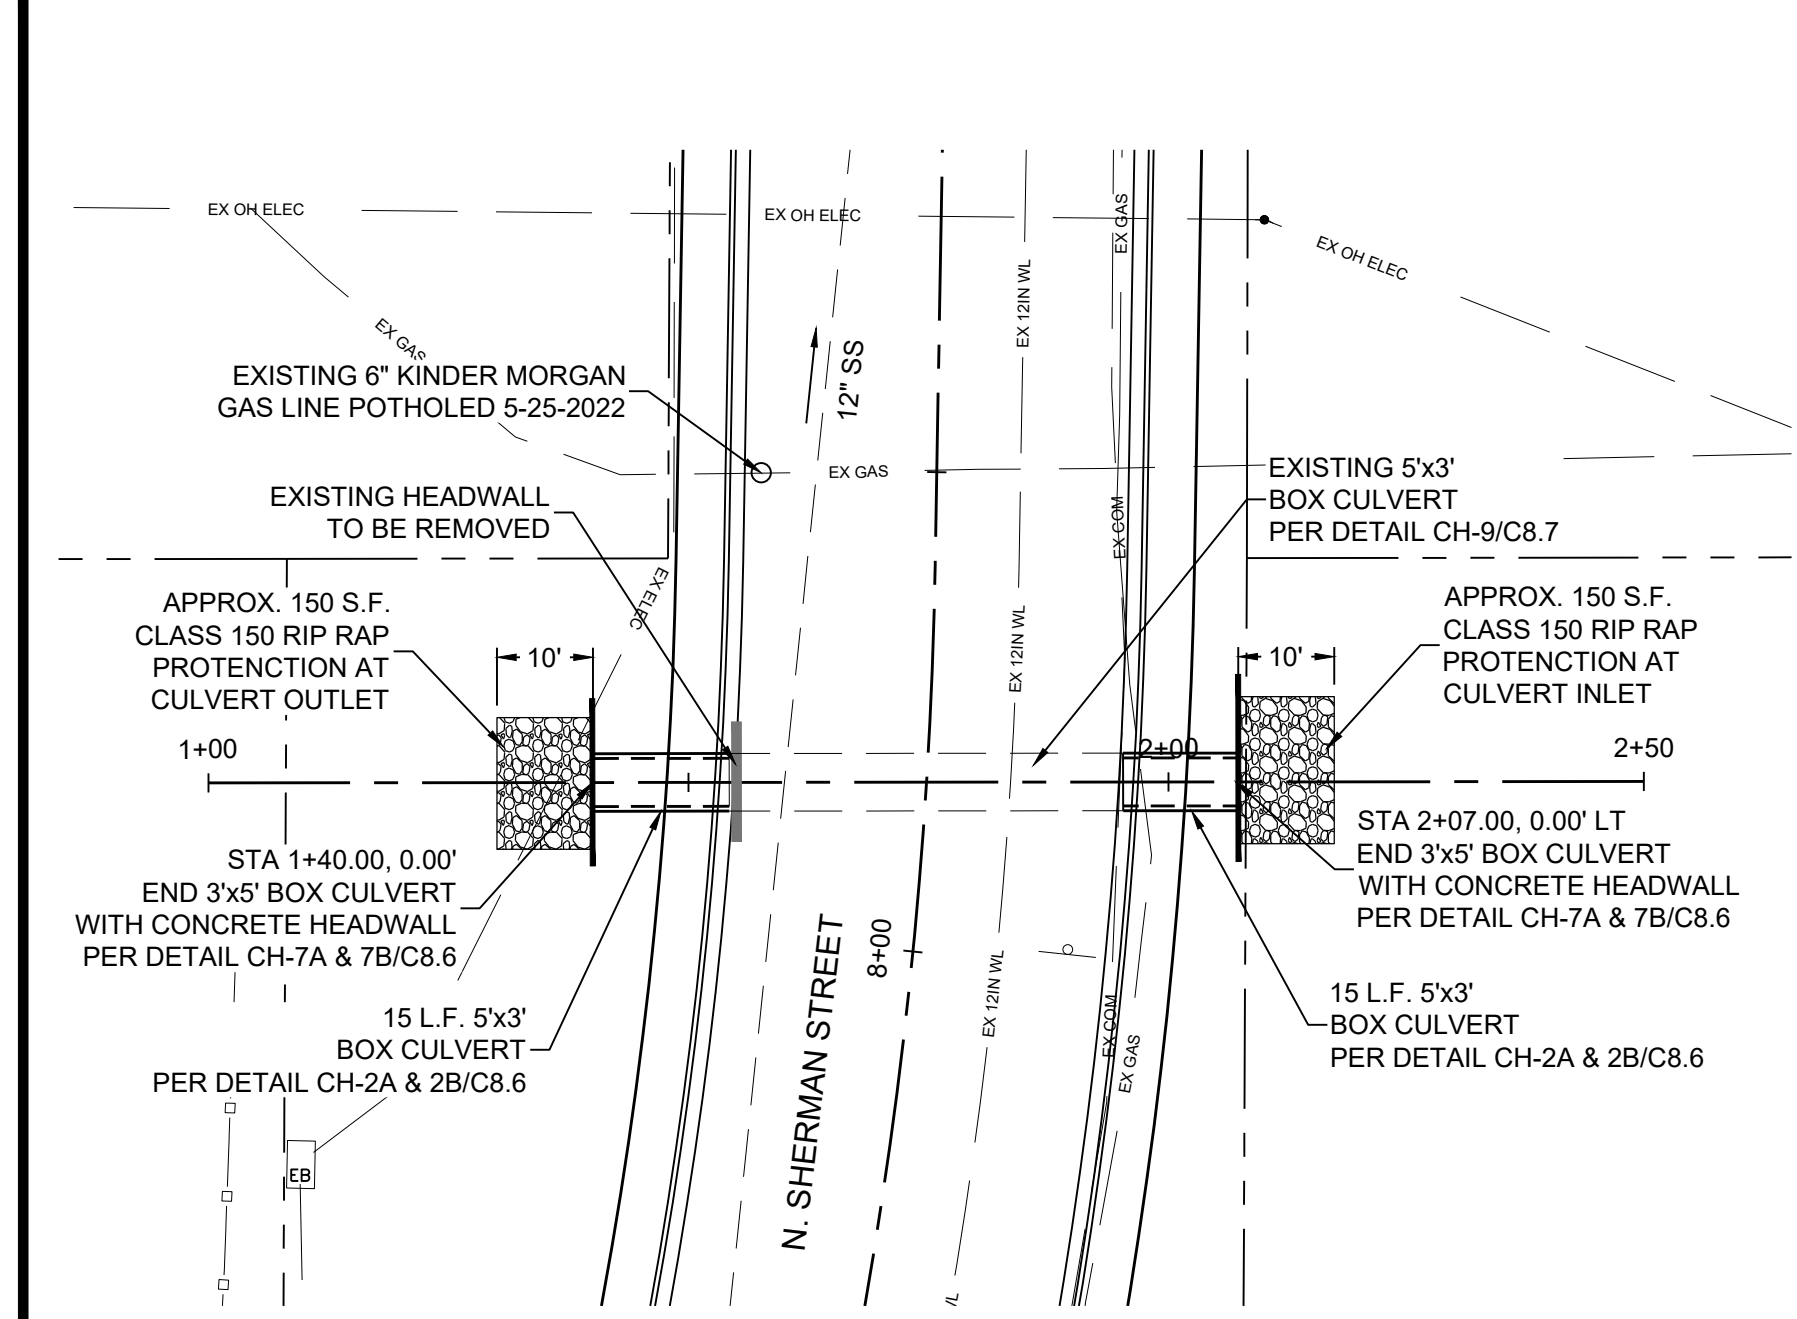 EX OH ELEC
EX OH ELEC
EX GAS
EX OH ELEC
EX 12IN WL
EX GAS
EXISTING 6" KINDER MORGAN
GAS LINE POTHOLED 5-25-2022
12" SS
EX GAS
EXISTING 5'x3'
BOX CULVERT
PER DETAIL CH-9/C8.7
EXISTING HEADWALL
TO BE REMOVED
EX COM
EX ELEC
APPROX. 150 S.F.
CLASS 150 RIP RAP
PROTENCTION AT
CULVERT OUTLET
10'
EX 12IN WL
10'
APPROX. 150 S.F.
CLASS 150 RIP RAP
PROTENCTION AT
CULVERT INLET
1+00
2+00
2+50
STA 1+40.00, 0.00'
END 3'x5' BOX CULVERT
WITH CONCRETE HEADWALL
PER DETAIL CH-7A & 7B/C8.6
STA 2+07.00, 0.00' LT
END 3'x5' BOX CULVERT
WITH CONCRETE HEADWALL
PER DETAIL CH-7A & 7B/C8.6
8+00
N. SHERMAN STREET
EX 12IN WL
EX COM
EX GAS
15 L.F. 5'x3'
BOX CULVERT
PER DETAIL CH-2A & 2B/C8.6
15 L.F. 5'x3'
BOX CULVERT
PER DETAIL CH-2A & 2B/C8.6
EB